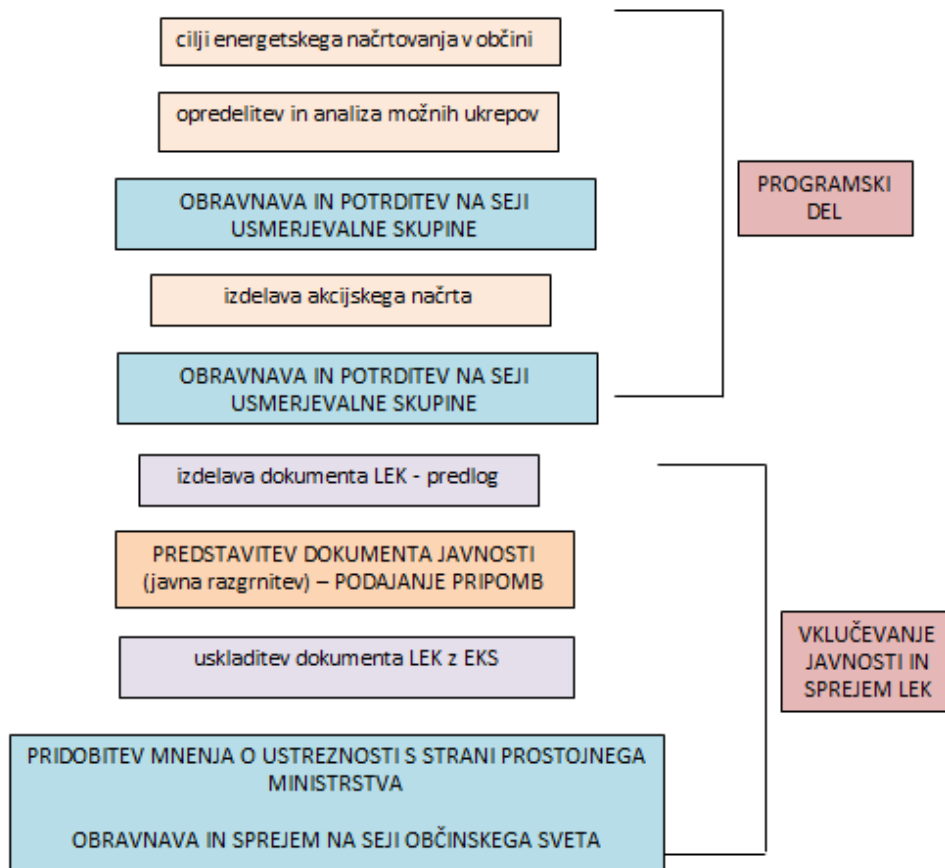 cilji energetskega načrtovanja v občini
opredelitev in analiza možnih ukrepov
OBRAVNAVA IN POTRDITEV NA SEJI
USMERJEVALNE SKUPINE
izdelava akcijskega načrta
OBRAVNAVA IN POTRDITEV NA SEJI
USMERJEVALNE SKUPINE
PROGRAMSKI
DEL
izdelava dokumenta LEK - predlog
PREDSTAVITEV DOKUMENTA JAVNOSTI
(javna razgrnitev) – PODAJANJE PRIPOMB
uskladitev dokumenta LEK z EKS
PRIDOBITEV MNENJA O USTREZNOSTI S STRANI PROSTOJNEGA
MINISTRSTVA
OBRAVNAVA IN SPREJEM NA SEJI OBČINSKEGA SVETA
VKLUČEVANJE
JAVNOSTI IN
SPREJEM LEK